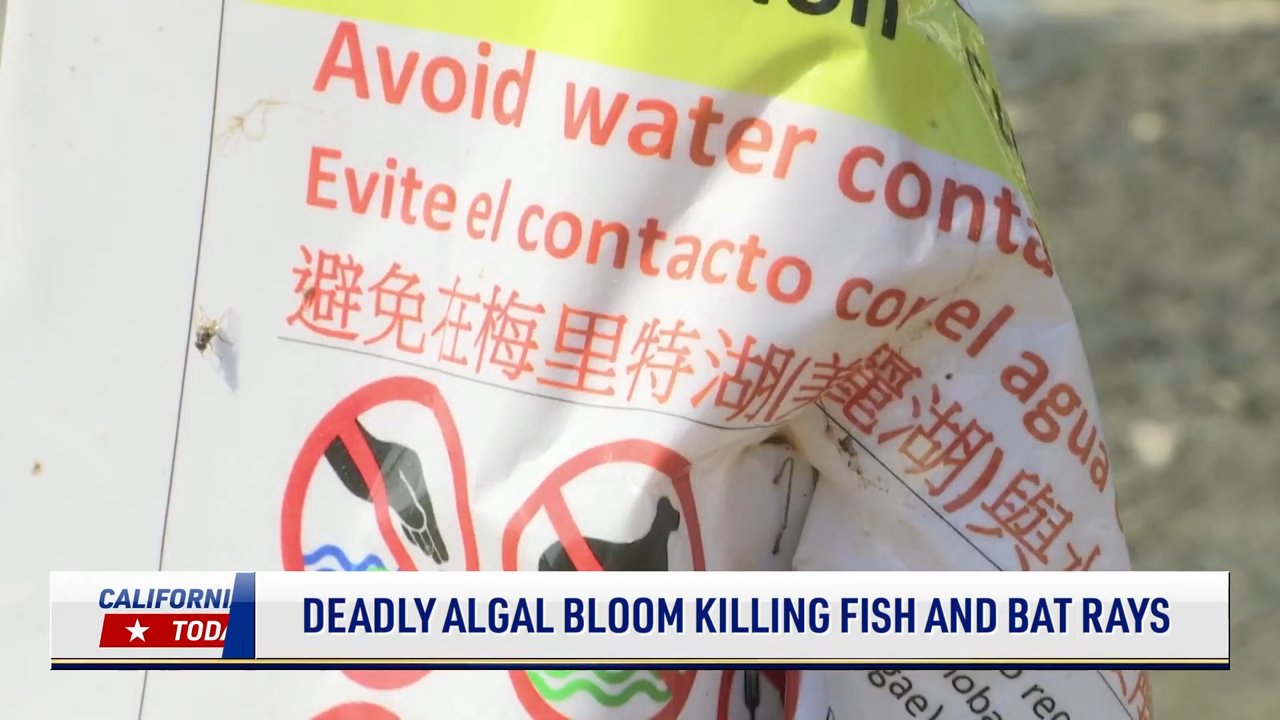 Avoid water conta
Evite el contacto con el agua
避免在梅里特湖(美麗湖)與
CALIFORNI
TODA
DEADLY ALGAL BLOOM KILLING FISH AND BAT RAYS